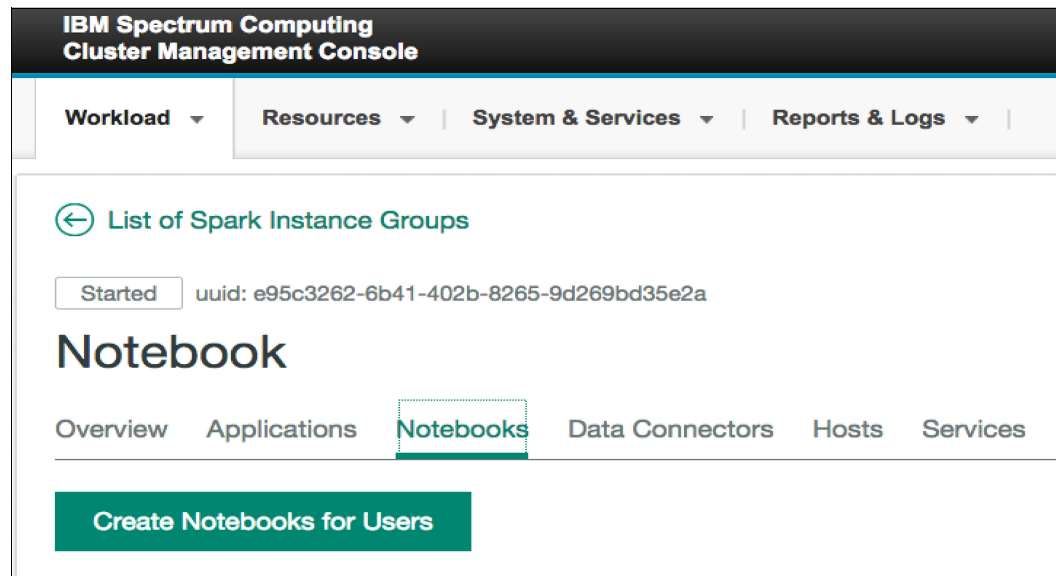 IBM Spectrum Computing
Cluster Management Console
Workload Resources System & Services Reports & Logs
List of Spark Instance Groups
Started uuid: e95c3262-6b41-402b-8265-9d269bd35e2a
Notebook
Overview Applications Notebooks Data Connectors Hosts Services
Create Notebooks for Users